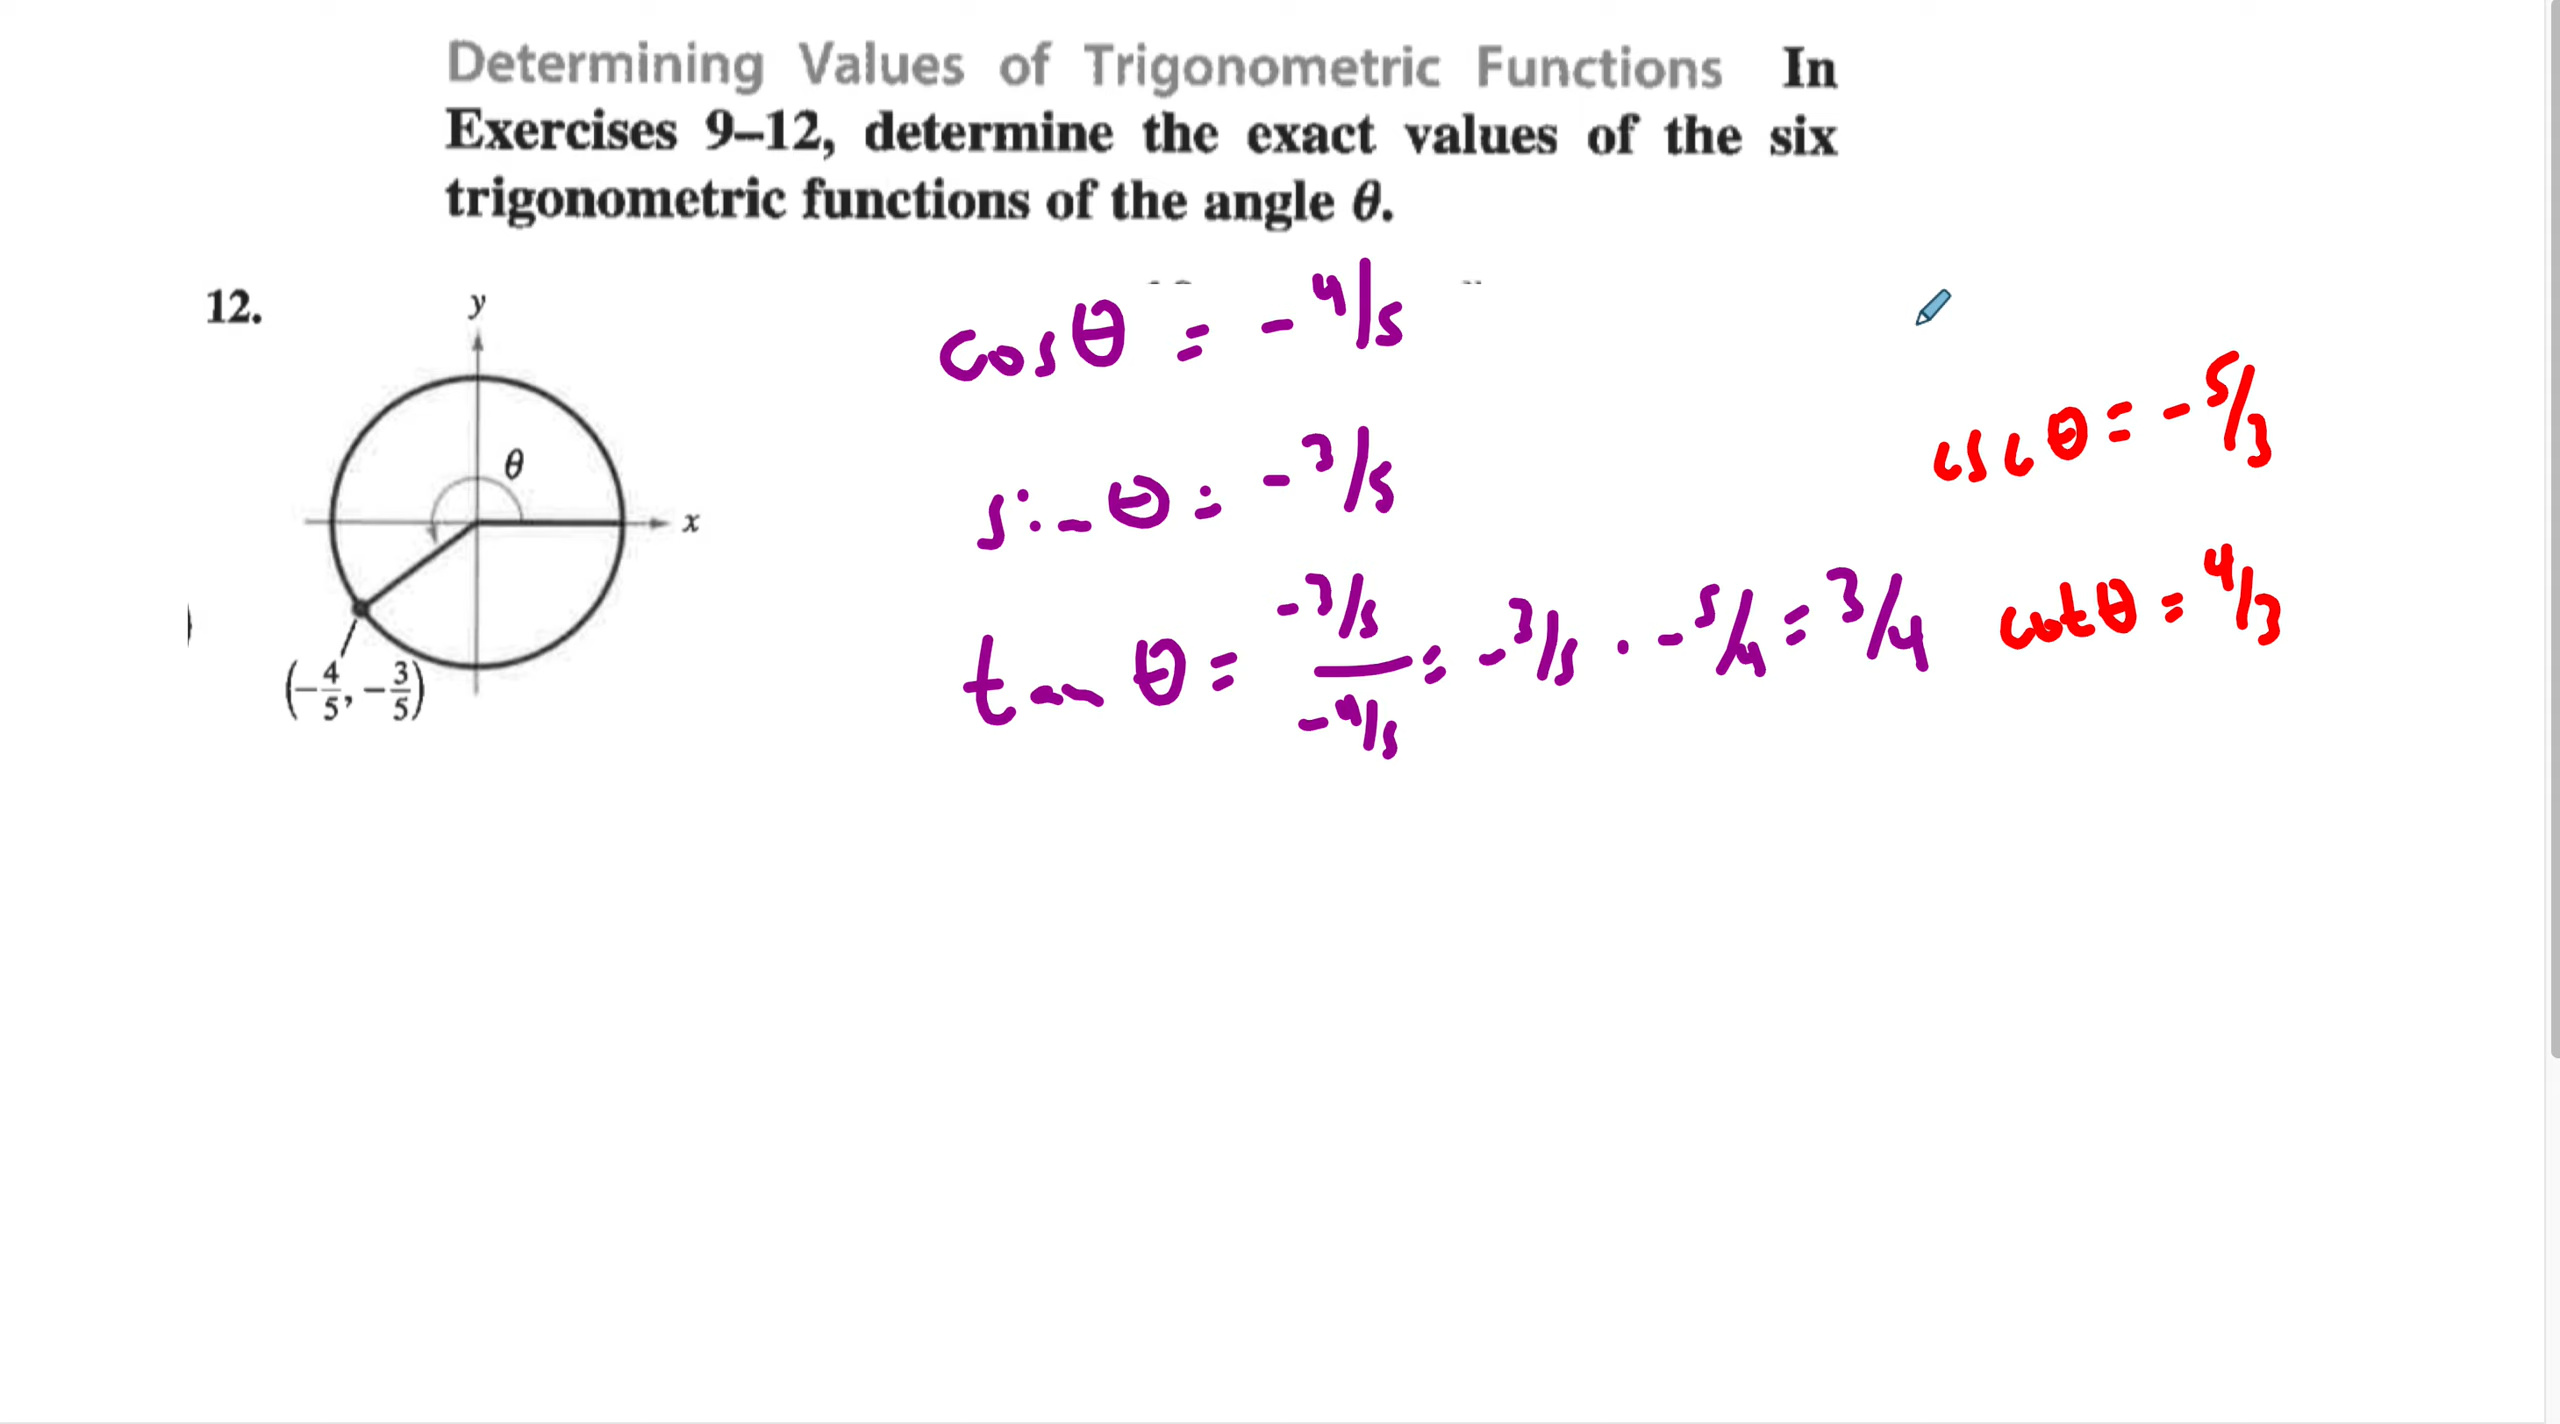 Determining Values of Trigonometric Functions In
Exercises 9–12, determine the exact values of the six
trigonometric functions of the angle θ.
12.
y
θ
x
(-4/5, -3/5)
cosθ = -4/5
sin θ = -3/5
tan θ = (-3/5)/(-4/5) = -3/5 · -5/4 = 3/4
cscθ = -5/3
cotθ = 4/3